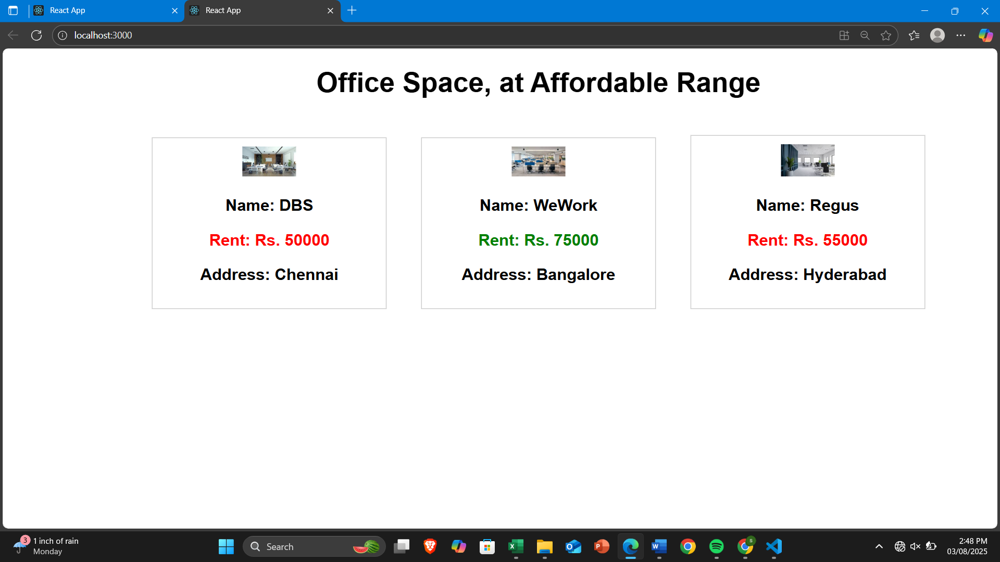 React App
React App
localhost:3000
Office Space, at Affordable Range
Name: DBS
Rent: Rs. 50000
Address: Chennai
Name: WeWork
Rent: Rs. 75000
Address: Bangalore
Name: Regus
Rent: Rs. 55000
Address: Hyderabad
3
1 inch of rain
Monday
Search
2:48 PM
03/08/2025